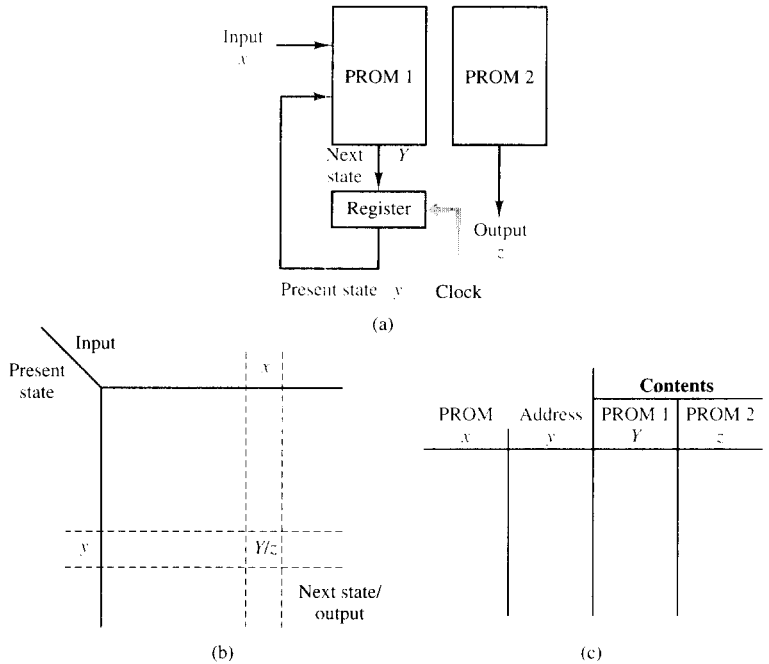 Input
x
PROM 1
PROM 2
Next
state
Y
Register
Output
z
Present state y
Clock
(a)
Input
Present
state
x
y
Y/z
Next state/
output
(b)
Contents
PROM
x
Address
y
PROM 1
Y
PROM 2
z
(c)